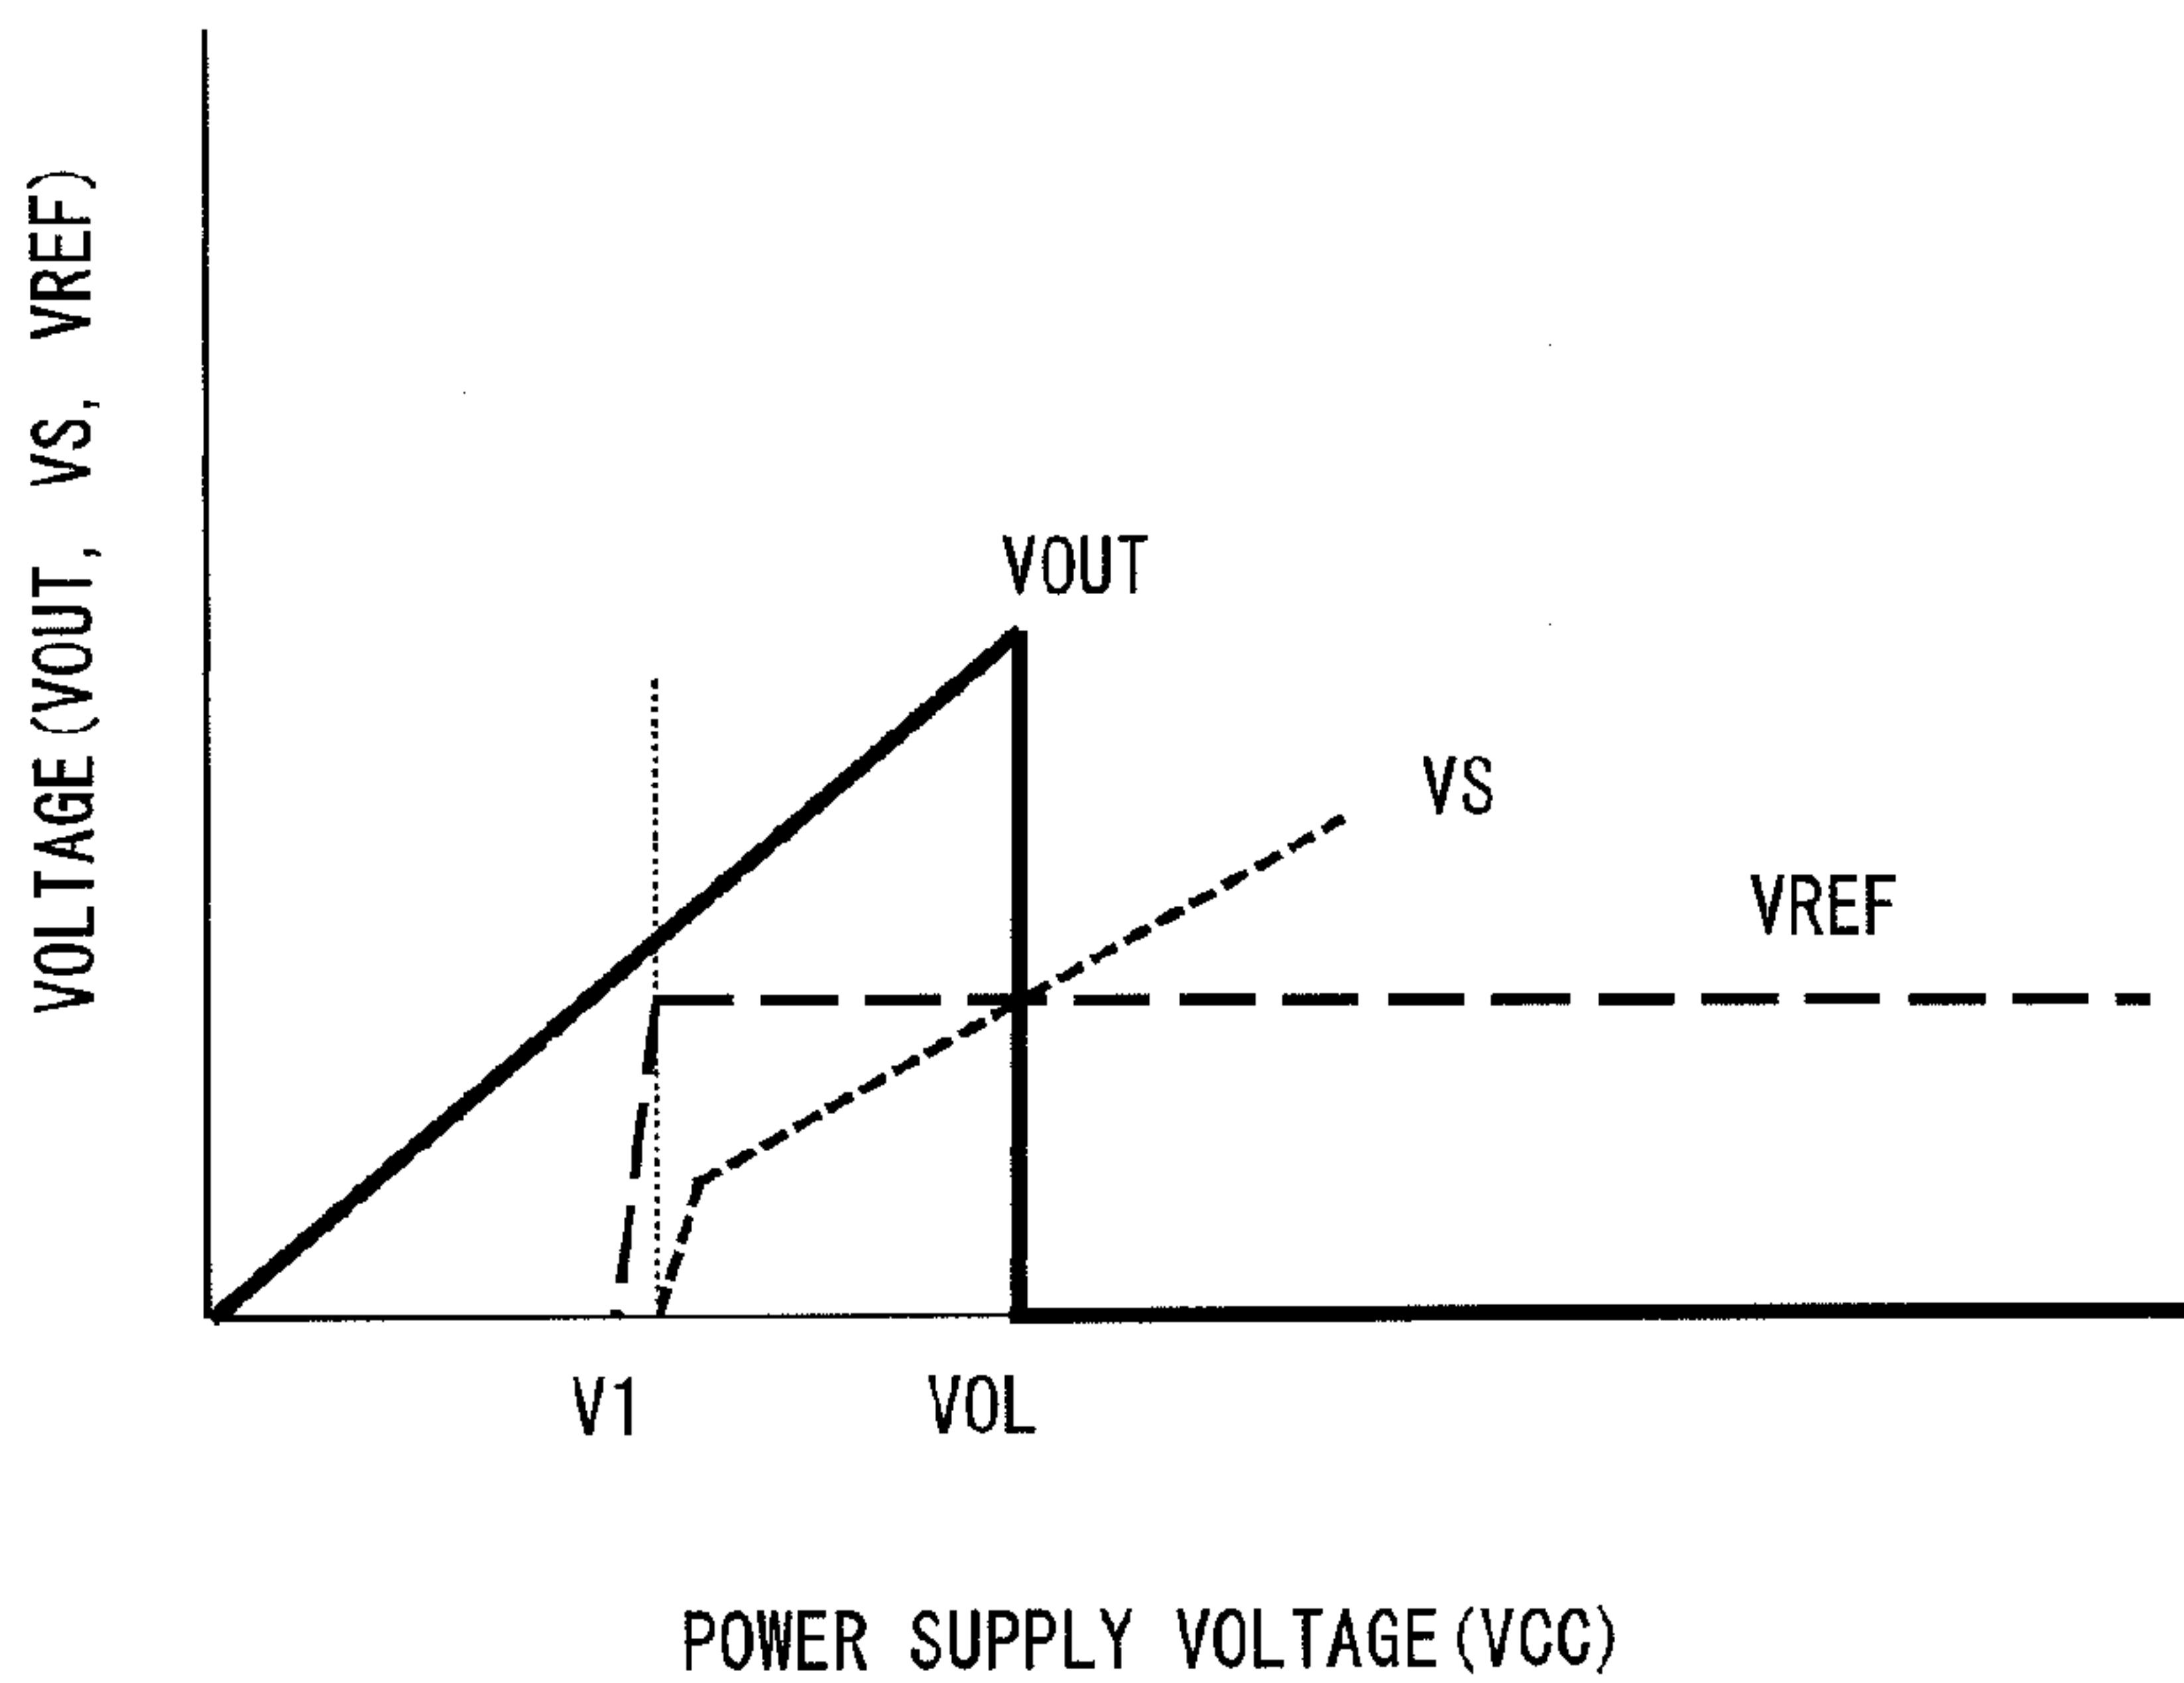 VOLTAGE(VOUT, VS, VREF)
VOUT
VS
VREF
V1
VOL
POWER SUPPLY VOLTAGE(VCC)